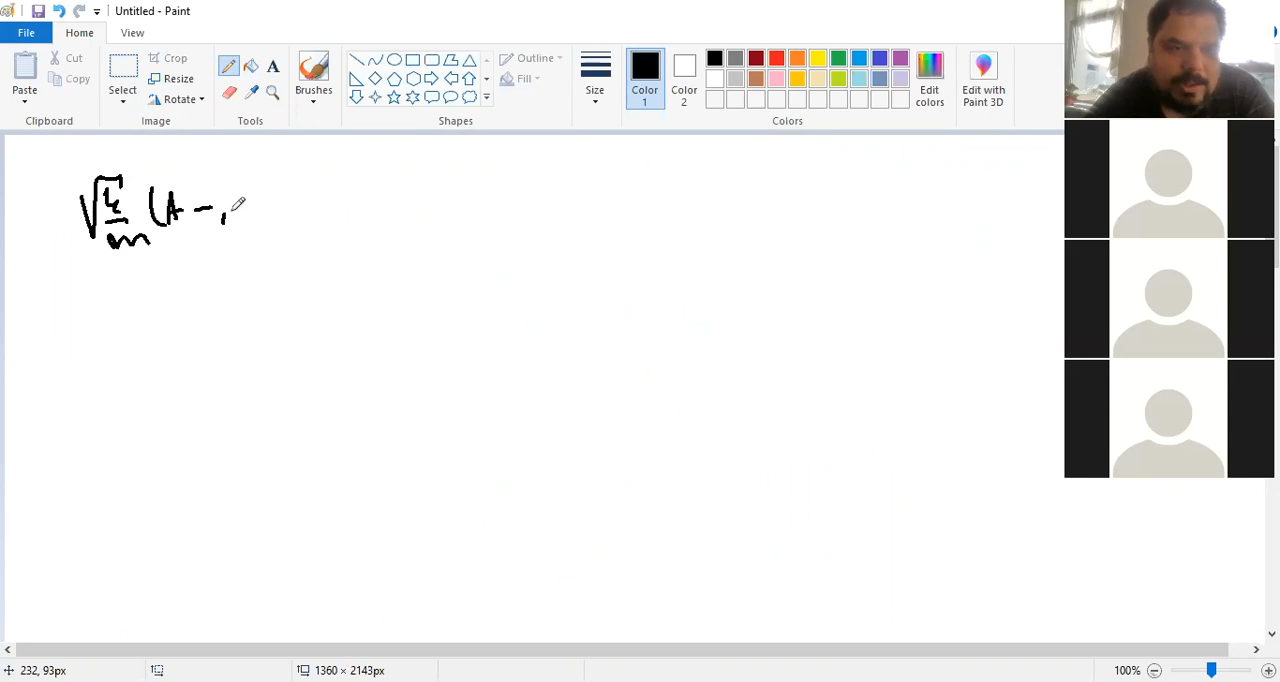 Untitled - Paint
File
Home
View
Paste
Cut
Copy
Clipboard
Select
Crop
Resize
Rotate
Image
Tools
Brushes
Outline
Fill
Shapes
Size
Color 1
Color 2
Edit colors
Edit with Paint 3D
Colors
√k/m (A -
232, 93px
1360 × 2143px
100%